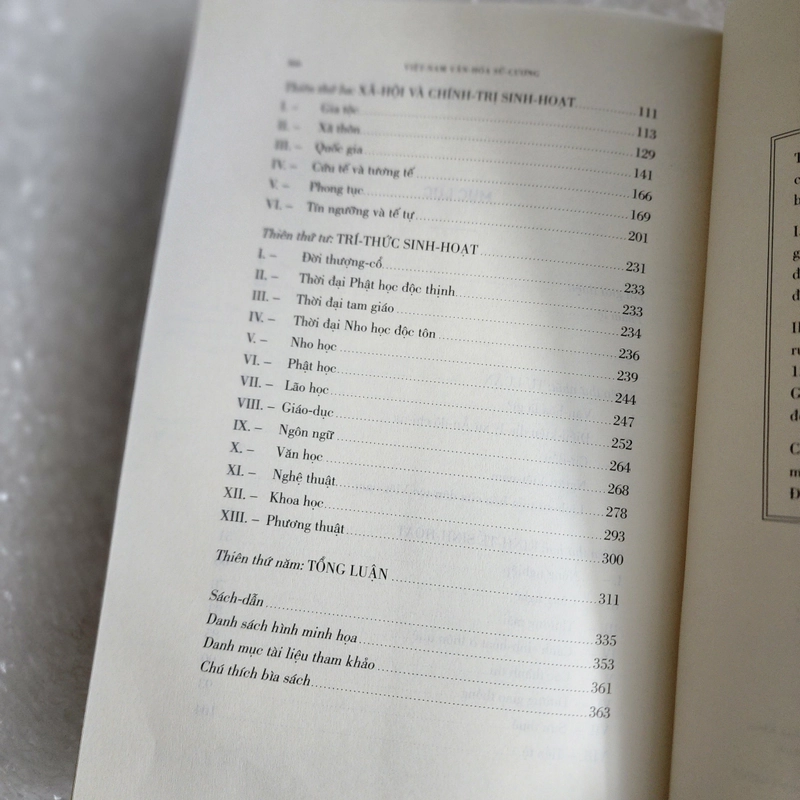 VIỆT-NAM VĂN-HÓA SỬ-CƯƠNG
Thiên thứ ba: XÃ-HỘI VÀ CHÍNH-TRỊ SINH-HOẠT 111
I. – Gia tộc 113
II. – Xã thôn 129
III. – Quốc gia 141
IV. – Cứu tế và tương tế 166
V. – Phong tục 169
VI. – Tín ngưỡng và tế tự 201
Thiên thứ tư: TRÍ-THỨC SINH-HOẠT 231
I. – Đời thượng-cổ 233
II. – Thời đại Phật học độc thịnh 233
III. – Thời đại tam giáo 234
IV. – Thời đại Nho học độc tôn 236
V. – Nho học 239
VI. – Phật học 244
VII. – Lão học 247
VIII. – Giáo-dục 252
IX. – Ngôn ngữ 264
X. – Văn học 268
XI. – Nghệ thuật 278
XII. – Khoa học 293
XIII. – Phương thuật 300
Thiên thứ năm: TỔNG LUẬN 311
Sách-dẫn 335
Danh sách hình minh họa 353
Danh mục tài liệu tham khảo 361
Chú thích bìa sách 363